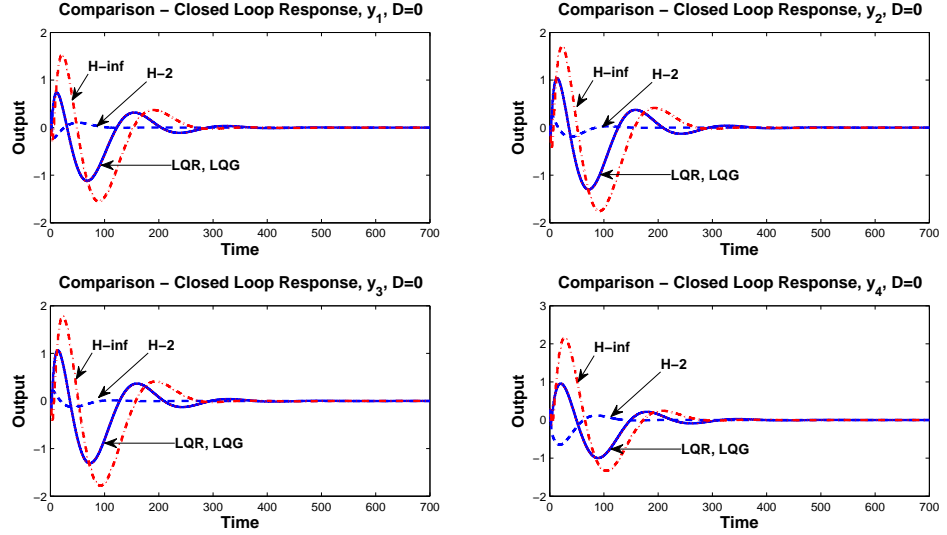 Comparison − Closed Loop Response, y1, D=0
2
1
0
−1
−2
Output
H−inf
H−2
LQR, LQG
0 100 200 300 400 500 600 700
Time
Comparison − Closed Loop Response, y2, D=0
2
1
0
−1
−2
Output
H−inf
H−2
LQR, LQG
0 100 200 300 400 500 600 700
Time
Comparison − Closed Loop Response, y3, D=0
2
1
0
−1
−2
Output
H−inf
H−2
LQR, LQG
0 100 200 300 400 500 600 700
Time
Comparison − Closed Loop Response, y4, D=0
3
2
1
0
−1
−2
Output
H−inf
H−2
LQR, LQG
0 100 200 300 400 500 600 700
Time